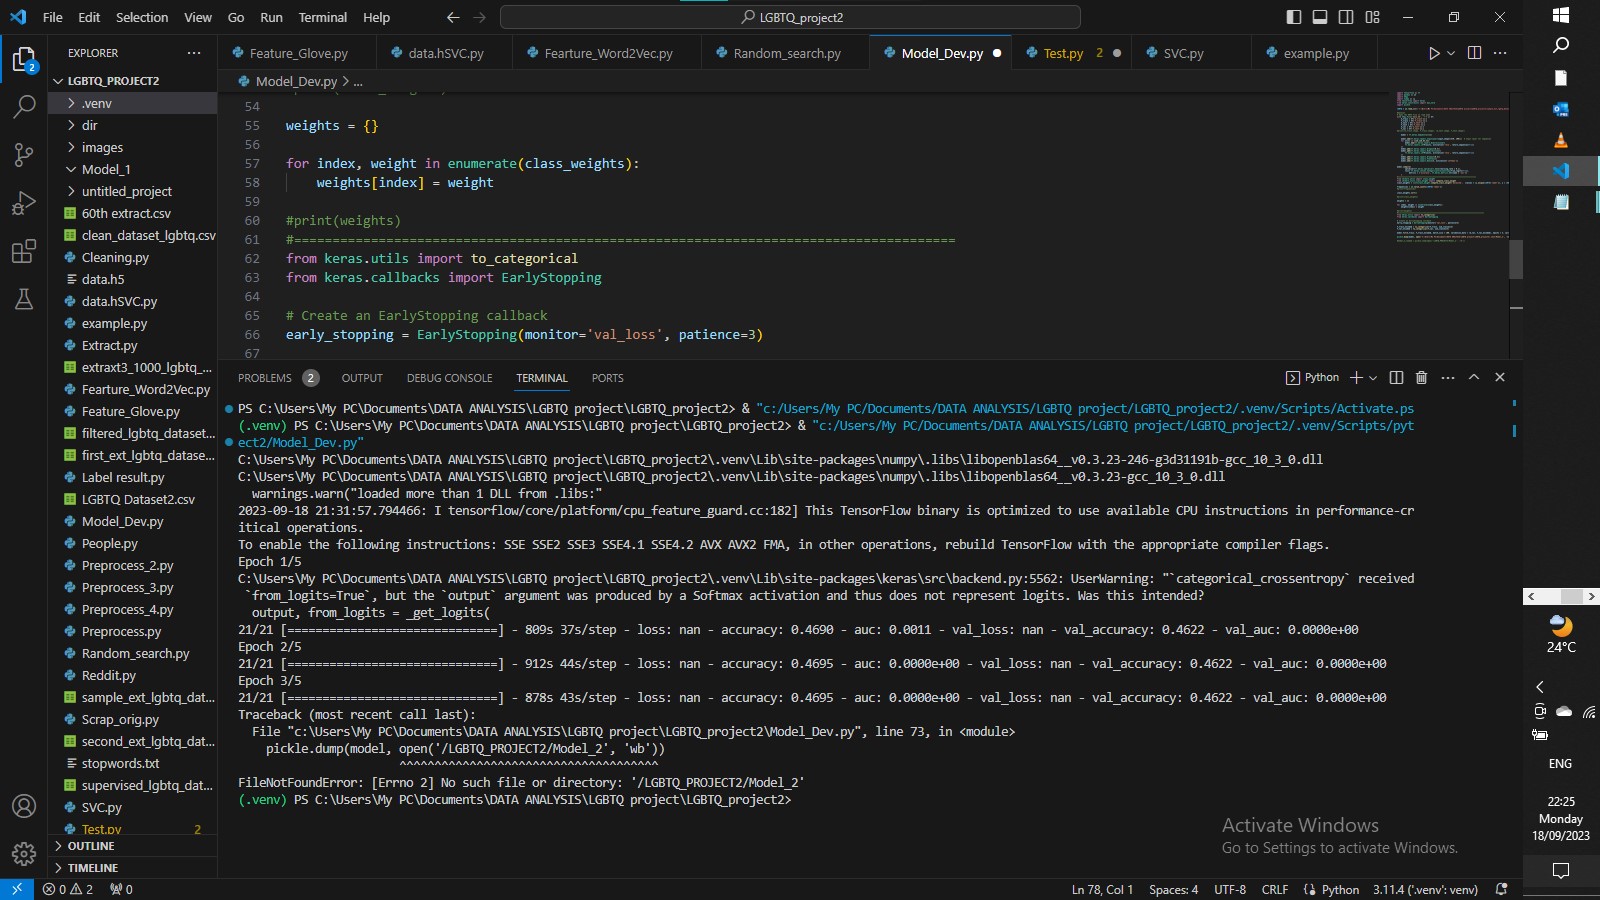 File Edit Selection View Go Run Terminal Help
LGBTQ_project2
EXPLORER
Feature_Glove.py
data.hSVC.py
Fearture_Word2Vec.py
Random_search.py
Model_Dev.py
Test.py 2
SVC.py
example.py
LGBTQ_PROJECT2
Model_Dev.py > ...
.venv
dir
images
Model_1
untitled_project
60th extract.csv
clean_dataset_lgbtq.csv
Cleaning.py
data.h5
data.hSVC.py
example.py
Extract.py
extraxt3_1000_lgbtq_...
Fearture_Word2Vec.py
Feature_Glove.py
filtered_lgbtq_dataset...
first_ext_lgbtq_datase...
Label result.py
LGBTQ Dataset2.csv
Model_Dev.py
People.py
Preprocess_2.py
Preprocess_3.py
Preprocess_4.py
Preprocess.py
Random_search.py
Reddit.py
sample_ext_lgbtq_dat...
Scrap_orig.py
second_ext_lgbtq_dat...
stopwords.txt
supervised_lgbtq_dat...
SVC.py
Test.py 2
OUTLINE
TIMELINE
2
54
55 weights = {}
56
57 for index, weight in enumerate(class_weights):
58 weights[index] = weight
59
60 #print(weights)
61 #======================================================================================
62 from keras.utils import to_categorical
63 from keras.callbacks import EarlyStopping
64
65 # Create an EarlyStopping callback
66 early_stopping = EarlyStopping(monitor='val_loss', patience=3)
67
PROBLEMS 2 OUTPUT DEBUG CONSOLE TERMINAL PORTS
Python
PS C:\Users\My PC\Documents\DATA ANALYSIS\LGBTQ project\LGBTQ_project2> & "c:/Users/My PC/Documents/DATA ANALYSIS/LGBTQ project/LGBTQ_project2/.venv/Scripts/Activate.ps
(.venv) PS C:\Users\My PC\Documents\DATA ANALYSIS\LGBTQ project\LGBTQ_project2> & "c:/Users/My PC/Documents/DATA ANALYSIS/LGBTQ project/LGBTQ_project2/.venv/Scripts/pyt
ect2/Model_Dev.py"
C:\Users\My PC\Documents\DATA ANALYSIS\LGBTQ project\LGBTQ_project2\.venv\Lib\site-packages\numpy\.libs\libopenblas64__v0.3.23-246-g3d31191b-gcc_10_3_0.dll
C:\Users\My PC\Documents\DATA ANALYSIS\LGBTQ project\LGBTQ_project2\.venv\Lib\site-packages\numpy\.libs\libopenblas64__v0.3.23-gcc_10_3_0.dll
warnings.warn("loaded more than 1 DLL from .libs:"
2023-09-18 21:31:57.794466: I tensorflow/core/platform/cpu_feature_guard.cc:182] This TensorFlow binary is optimized to use available CPU instructions in performance-cr
itical operations.
To enable the following instructions: SSE SSE2 SSE3 SSE4.1 SSE4.2 AVX AVX2 FMA, in other operations, rebuild TensorFlow with the appropriate compiler flags.
Epoch 1/5
C:\Users\My PC\Documents\DATA ANALYSIS\LGBTQ project\LGBTQ_project2\.venv\Lib\site-packages\keras\src\backend.py:5562: UserWarning: "`categorical_crossentropy` received
`from_logits=True`, but the `output` argument was produced by a Softmax activation and thus does not represent logits. Was this intended?
output, from_logits = _get_logits(
21/21 [==============================] - 809s 37s/step - loss: nan - accuracy: 0.4690 - auc: 0.0011 - val_loss: nan - val_accuracy: 0.4622 - val_auc: 0.0000e+00
Epoch 2/5
21/21 [==============================] - 912s 44s/step - loss: nan - accuracy: 0.4695 - auc: 0.0000e+00 - val_loss: nan - val_accuracy: 0.4622 - val_auc: 0.0000e+00
Epoch 3/5
21/21 [==============================] - 878s 43s/step - loss: nan - accuracy: 0.4695 - auc: 0.0000e+00 - val_loss: nan - val_accuracy: 0.4622 - val_auc: 0.0000e+00
Traceback (most recent call last):
File "c:\Users\My PC\Documents\DATA ANALYSIS\LGBTQ project\LGBTQ_project2\Model_Dev.py", line 73, in <module>
pickle.dump(model, open('/LGBTQ_PROJECT2/Model_2', 'wb'))
^^^^^^^^^^^^^^^^^^^^^^^^^^^^^^^^^^^^^
FileNotFoundError: [Errno 2] No such file or directory: '/LGBTQ_PROJECT2/Model_2'
(.venv) PS C:\Users\My PC\Documents\DATA ANALYSIS\LGBTQ project\LGBTQ_project2>
Activate Windows
Go to Settings to activate Windows.
0 2 0
Ln 78, Col 1 Spaces: 4 UTF-8 CRLF Python 3.11.4 ('.venv': venv)
24°C
ENG
22:25
Monday
18/09/2023